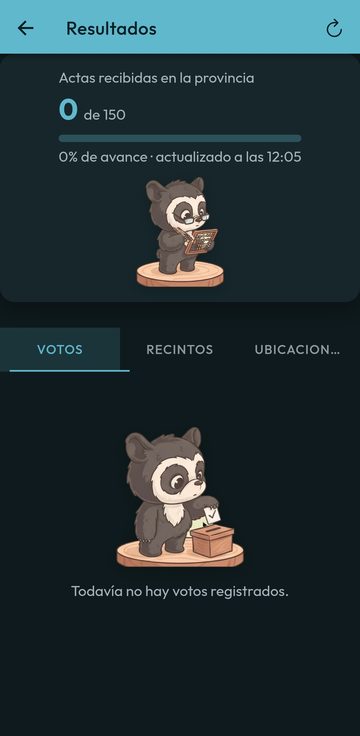 Resultados
Actas recibidas en la provincia
0 de 150
0% de avance · actualizado a las 12:05
VOTOS
RECINTOS
UBICACION...
Todavía no hay votos registrados.